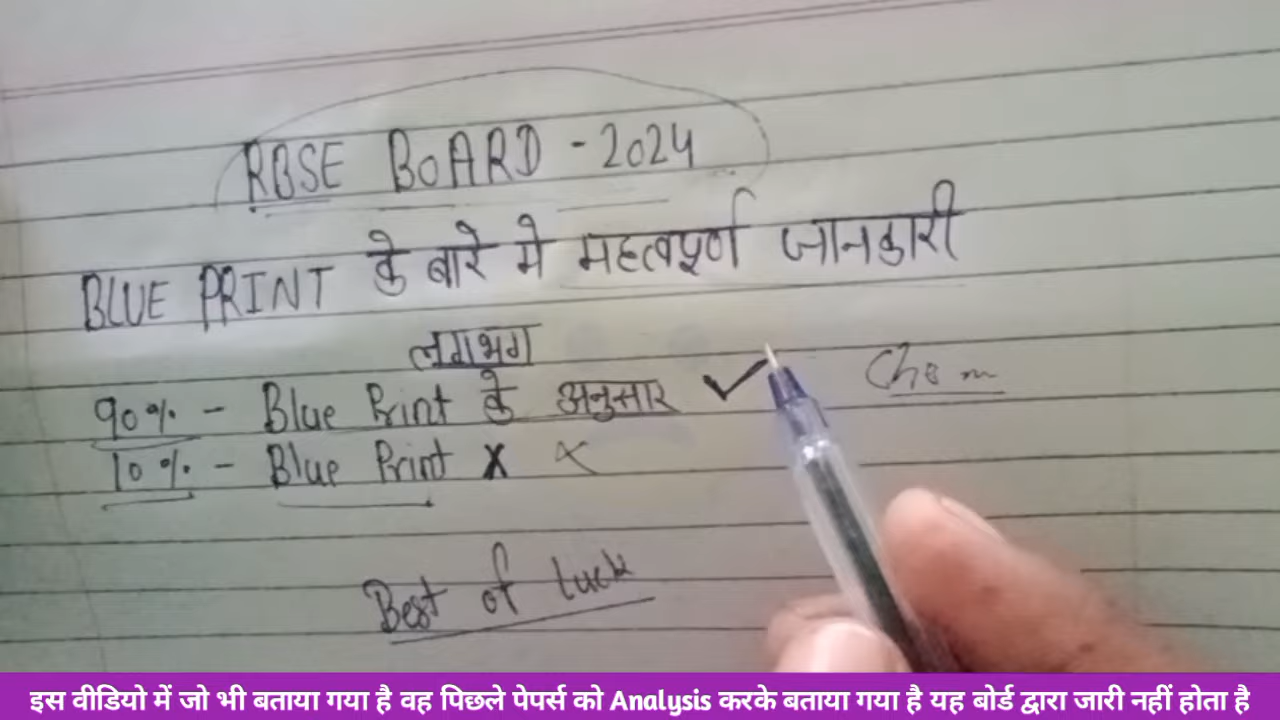 RBSE BOARD - 2024
BLUE PRINT के बारे मे महत्वपूर्ण जानकारी
लगभग
90% - Blue Print के अनुसार ✓ Chem
10% - Blue Print X X
Best of luck
इस वीडियो में जो भी बताया गया है वह पिछले पेपर्स को Analysis करके बताया गया है यह बोर्ड द्वारा जारी नहीं होता है